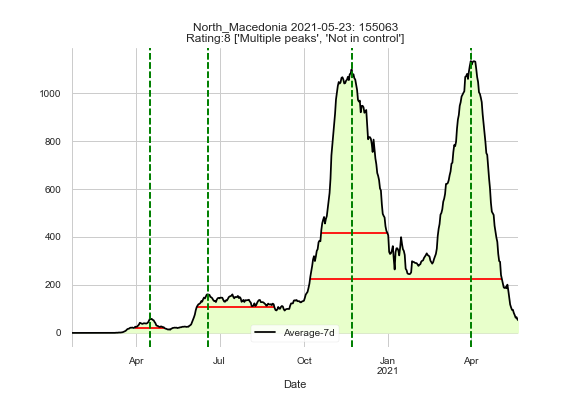 North_Macedonia 2021-05-23: 155063
Rating:8 ['Multiple peaks', 'Not in control']
1000
800
600
400
200
0
Average-7d
Apr
Jul
Oct
Jan
2021
Apr
Date